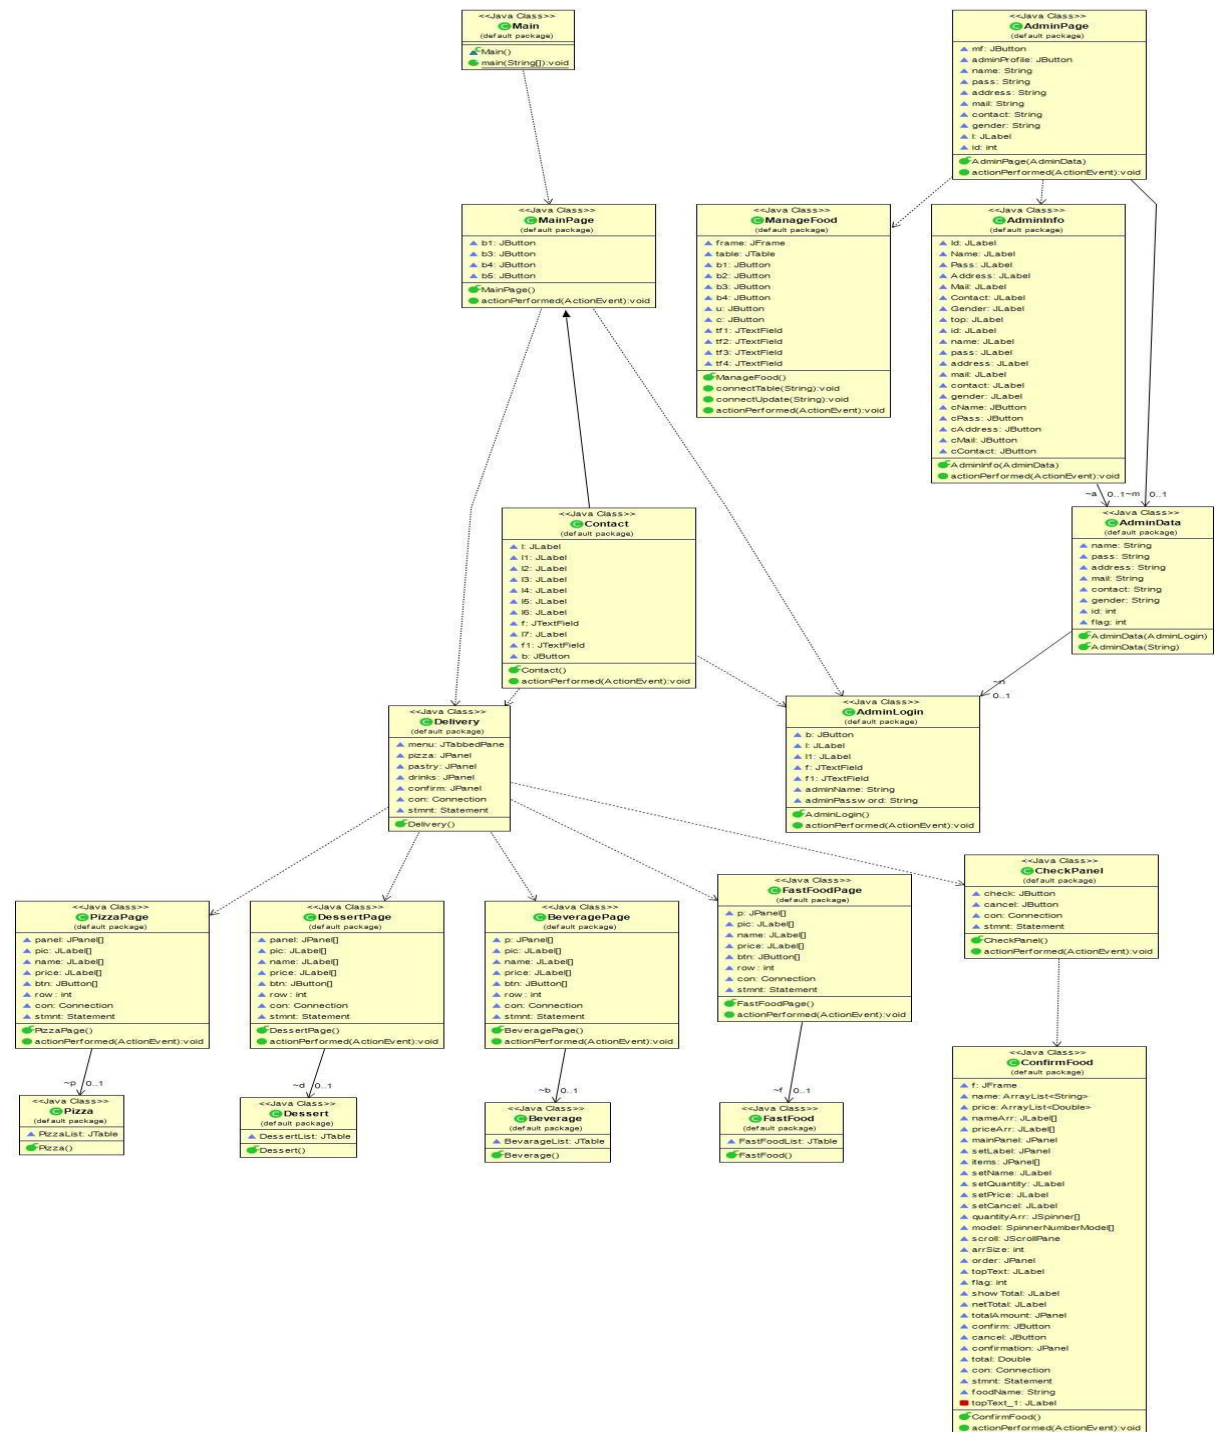 <<Java Class>>
Main
(default package)
Main()
main(String[]):void
<<Java Class>>
AdminPage
(default package)
mf: JButton
adminProfile: JButton
name: String
pass: String
address: String
mail: String
contact: String
gender: String
l: JLabel
id: int
AdminPage(AdminData)
actionPerformed(ActionEvent):void
<<Java Class>>
MainPage
(default package)
b1: JButton
b3: JButton
b4: JButton
b5: JButton
MainPage()
actionPerformed(ActionEvent):void
<<Java Class>>
ManageFood
(default package)
frame: JFrame
table: JTable
b1: JButton
b2: JButton
b3: JButton
b4: JButton
u: JButton
c: JButton
tf1: JTextField
tf2: JTextField
tf3: JTextField
tf4: JTextField
ManageFood()
connectTable(String):void
connectUpdate(String):void
actionPerformed(ActionEvent):void
<<Java Class>>
AdminInfo
(default package)
Id: JLabel
Name: JLabel
Pass: JLabel
Address: JLabel
Mail: JLabel
Contact: JLabel
Gender: JLabel
top: JLabel
id: JLabel
name: JLabel
pass: JLabel
address: JLabel
mail: JLabel
contact: JLabel
gender: JLabel
cName: JButton
cPass: JButton
cAddress: JButton
cMail: JButton
cContact: JButton
AdminInfo(AdminData)
actionPerformed(ActionEvent):void
~a 0..1 ~m 0..1
<<Java Class>>
AdminData
(default package)
name: String
pass: String
address: String
mail: String
contact: String
gender: String
id: int
flag: int
AdminData(AdminLogin)
AdminData(String)
~n
0..1
<<Java Class>>
Contact
(default package)
l: JLabel
l1: JLabel
l2: JLabel
l3: JLabel
l4: JLabel
l5: JLabel
l6: JLabel
f: JTextField
l7: JLabel
f1: JTextField
b: JButton
Contact()
actionPerformed(ActionEvent):void
<<Java Class>>
AdminLogin
(default package)
b: JButton
l: JLabel
l1: JLabel
f: JTextField
f1: JTextField
adminName: String
adminPassword: String
AdminLogin()
actionPerformed(ActionEvent):void
<<Java Class>>
Delivery
(default package)
menu: JTabbedPane
pizza: JPanel
pastry: JPanel
drinks: JPanel
confirm: JPanel
con: Connection
stmnt: Statement
Delivery()
<<Java Class>>
PizzaPage
(default package)
panel: JPanel[]
pic: JLabel[]
name: JLabel[]
price: JLabel[]
btn: JButton[]
row: int
con: Connection
stmnt: Statement
PizzaPage()
actionPerformed(ActionEvent):void
~p 0..1
<<Java Class>>
Pizza
(default package)
PizzaList: JTable
Pizza()
<<Java Class>>
DessertPage
(default package)
panel: JPanel[]
pic: JLabel[]
name: JLabel[]
price: JLabel[]
btn: JButton[]
row: int
con: Connection
stmnt: Statement
DessertPage()
actionPerformed(ActionEvent):void
~d 0..1
<<Java Class>>
Dessert
(default package)
DessertList: JTable
Dessert()
<<Java Class>>
BeveragePage
(default package)
p: JPanel[]
pic: JLabel[]
name: JLabel[]
price: JLabel[]
btn: JButton[]
row: int
con: Connection
stmnt: Statement
BeveragePage()
actionPerformed(ActionEvent):void
~b 0..1
<<Java Class>>
Beverage
(default package)
BevarageList: JTable
Beverage()
<<Java Class>>
FastFoodPage
(default package)
p: JPanel[]
pic: JLabel[]
name: JLabel[]
price: JLabel[]
btn: JButton[]
row: int
con: Connection
stmnt: Statement
FastFoodPage()
actionPerformed(ActionEvent):void
~f 0..1
<<Java Class>>
FastFood
(default package)
FastFoodList: JTable
FastFood()
<<Java Class>>
CheckPanel
(default package)
check: JButton
cancel: JButton
con: Connection
stmnt: Statement
CheckPanel()
actionPerformed(ActionEvent):void
<<Java Class>>
ConfirmFood
(default package)
f: JFrame
name: ArrayList<String>
price: ArrayList<Double>
nameArr: JLabel[]
priceArr: JLabel[]
mainPanel: JPanel
setLabel: JPanel
items: JPanel[]
setName: JLabel
setQuantity: JLabel
setPrice: JLabel
setCancel: JLabel
quantityArr: JSpinner[]
model: SpinnerNumberModel[]
scroll: JScrollPane
arrSize: int
order: JPanel
topText: JLabel
flag: int
showTotal: JLabel
netTotal: JLabel
totalAmount: JPanel
confirm: JButton
cancel: JButton
confirmation: JPanel
total: Double
con: Connection
stmnt: Statement
foodName: String
topText_1: JLabel
ConfirmFood()
actionPerformed(ActionEvent):void